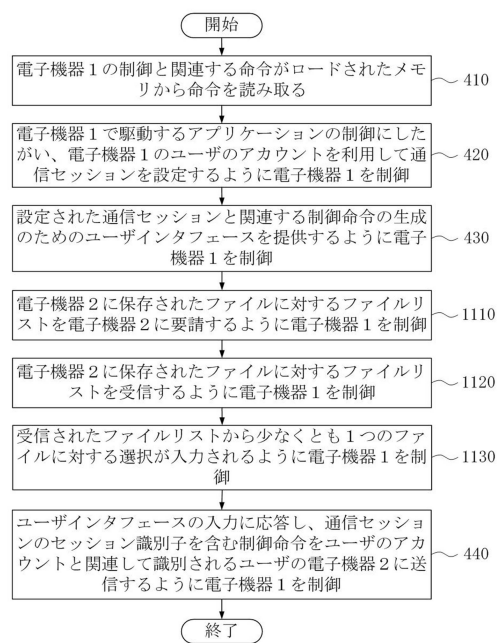 開始
電子機器1の制御と関連する命令がロードされたメモ
リから命令を読み取る
410
電子機器1で駆動するアプリケーションの制御にした
がい、電子機器1のユーザのアカウントを利用して通
信セッションを設定するように電子機器1を制御
420
設定された通信セッションと関連する制御命令の生成
のためのユーザインタフェースを提供するように電子
機器1を制御
430
電子機器2に保存されたファイルに対するファイルリ
ストを電子機器2に要請するように電子機器1を制御
1110
電子機器2に保存されたファイルに対するファイルリ
ストを受信するように電子機器1を制御
1120
受信されたファイルリストから少なくとも1つのファ
イルに対する選択が入力されるように電子機器1を制
御
1130
ユーザインタフェースの入力に応答し、通信セッション
のセッション識別子を含む制御命令をユーザのアカ
ウントと関連して識別されるユーザの電子機器2に送
信するように電子機器1を制御
440
終了